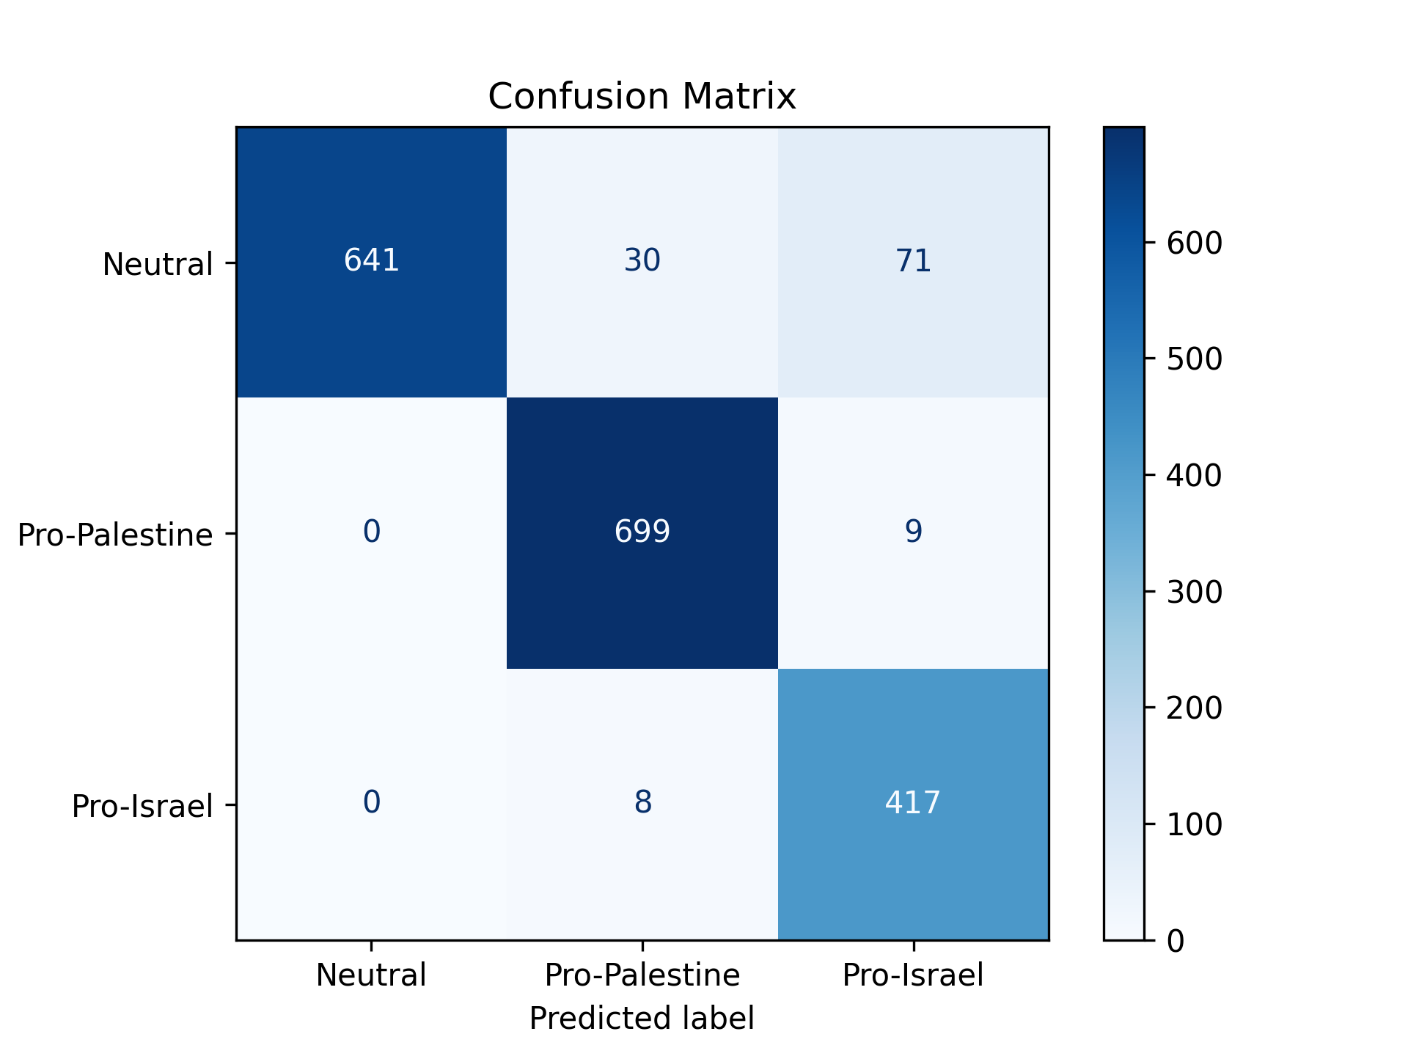 Confusion Matrix
Neutral 641 30 71
Pro-Palestine 0 699 9
Pro-Israel 0 8 417
Neutral Pro-Palestine Pro-Israel
Predicted label
600
500
400
300
200
100
0